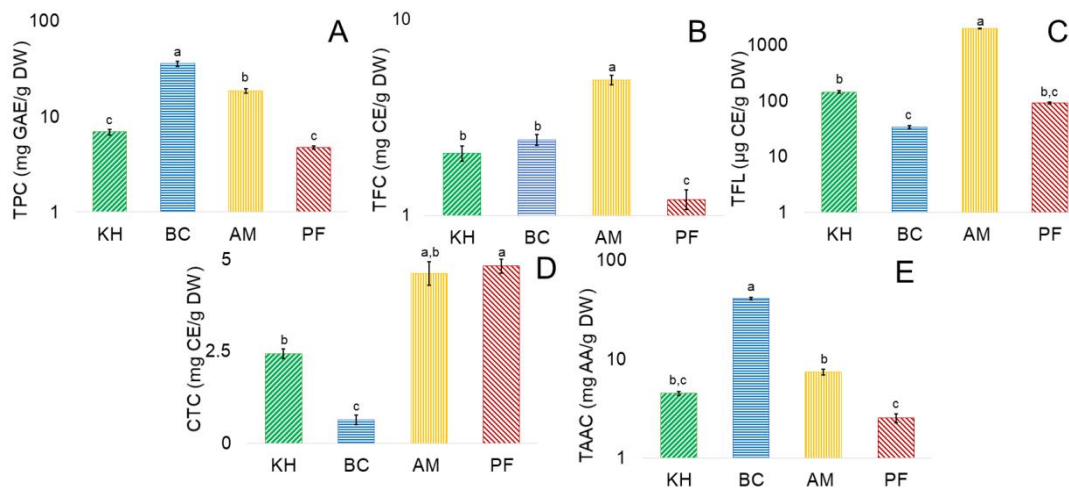 A
100
10
1
TPC (mg GAE/g DW)
c
a
b
c
KH BC AM PF
B
10
1
TFC (mg CE/g DW)
b
b
a
c
KH BC AM PF
C
1000
100
10
1
TFL (µg CE/g DW)
b
c
a
b,c
KH BC AM PF
D
5
2.5
0
CTC (mg CE/g DW)
b
c
a,b
a
KH BC AM PF
E
100
10
1
TAAC (mg AA/g DW)
b,c
a
b
c
KH BC AM PF